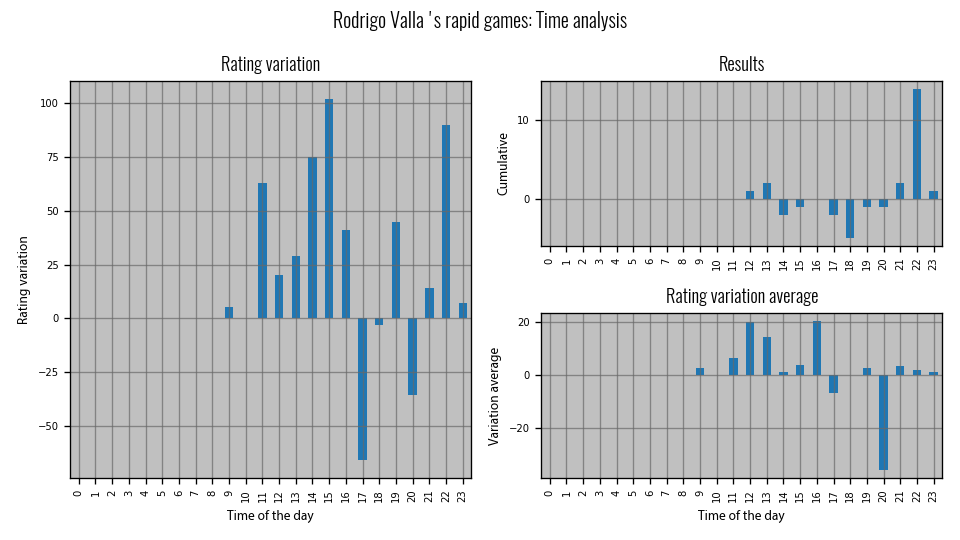 Rodrigo Valla 's rapid games: Time analysis
Rating variation
Rating variation
100
75
50
25
0
−25
−50
0 1 2 3 4 5 6 7 8 9 10 11 12 13 14 15 16 17 18 19 20 21 22 23
Time of the day
Results
Cumulative
10
0
0 1 2 3 4 5 6 7 8 9 10 11 12 13 14 15 16 17 18 19 20 21 22 23
Rating variation average
Variation average
20
0
−20
0 1 2 3 4 5 6 7 8 9 10 11 12 13 14 15 16 17 18 19 20 21 22 23
Time of the day